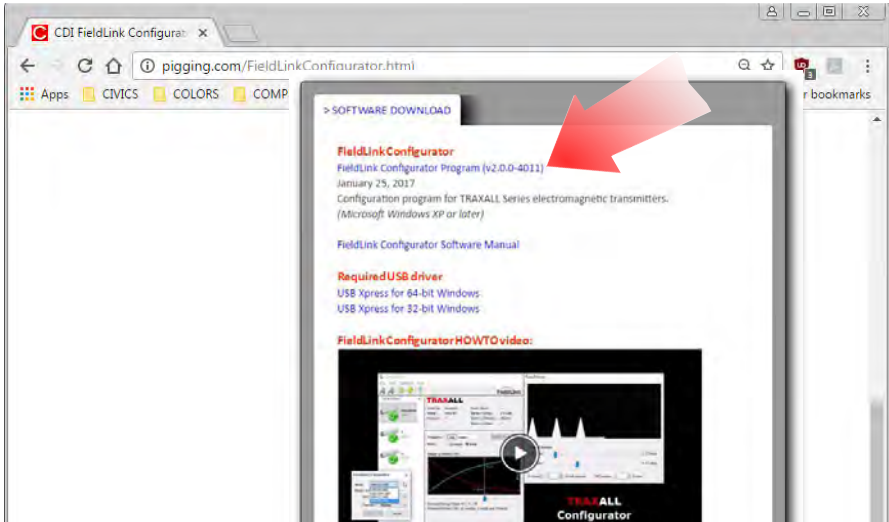 CDI FieldLink Configurat
pigging.com/FieldLinkConfigurator.html
Apps CIVICS COLORS COMP
r bookmarks
3
> SOFTWARE DOWNLOAD
FieldLink Configurator
FieldLink Configurator Program (v2.0.0-4011)
January 25, 2017
Configuration program for TRAXALL Series electromagnetic transmitters.
(Microsoft Windows XP or later)
FieldLink Configurator Software Manual
Required USB driver
USB Xpress for 64-bit Windows
USB Xpress for 32-bit Windows
FieldLink Configurator HOWTO video:
TRAXALL
TRAXALL
Configurator